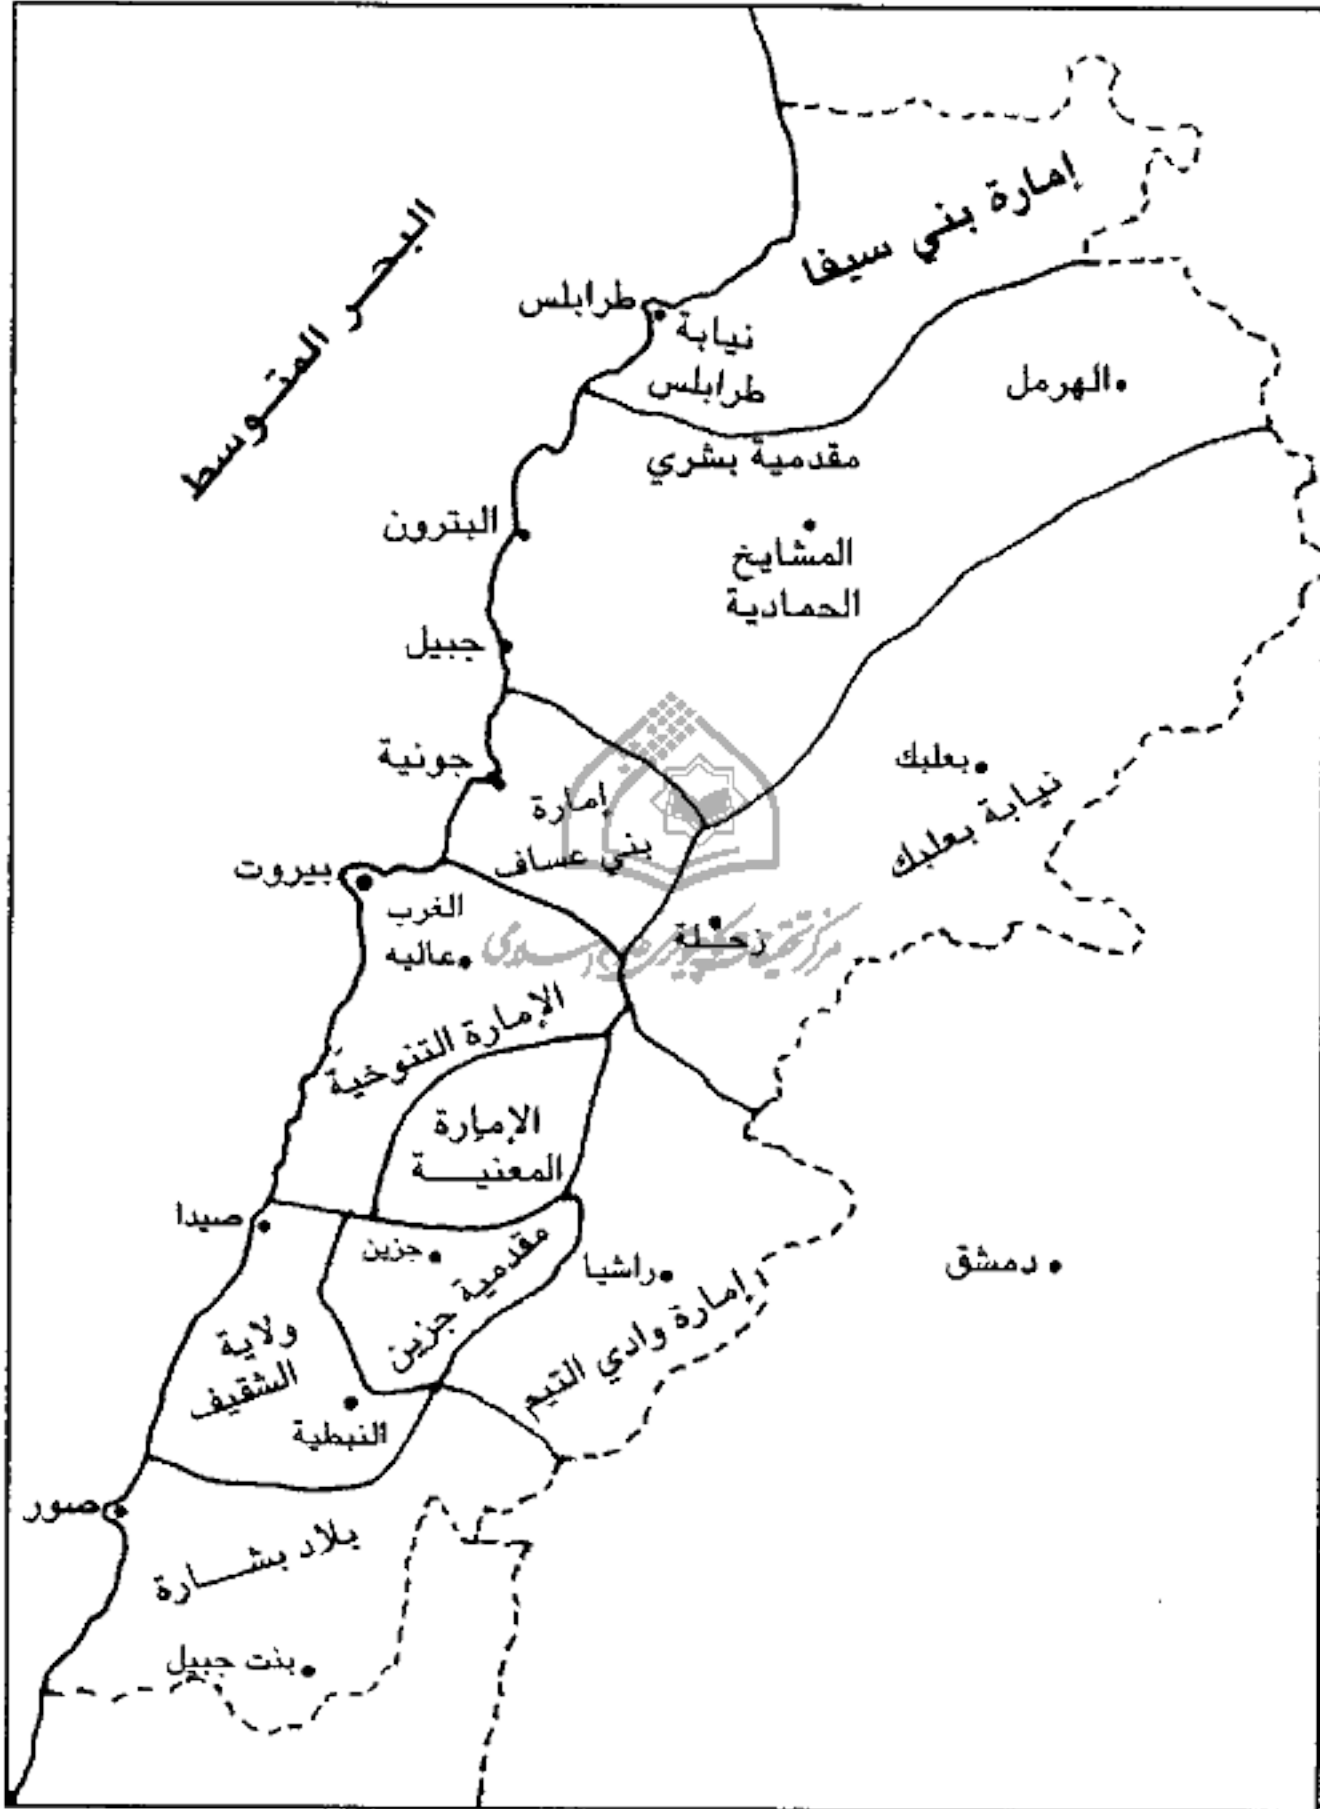 إمارة بني سيفا
البحر المتوسط
طرابلس
نيابة
طرابلس
الهرمل
مقدمية بشري
البترون
المشايخ
الحمادية
جبيل
جونية
بعلبك
نيابة بعلبك
إمارة
بني عساف
بيروت
الغرب
عاليه
زحلة
الإمارة التنوخية
الإمارة
المعنية
صيدا
جزين
مقدمية جزين
راشيا
إمارة وادي التيم
دمشق
ولاية
الشقيف
النبطية
صور
بلاد بشارة
بنت جبيل